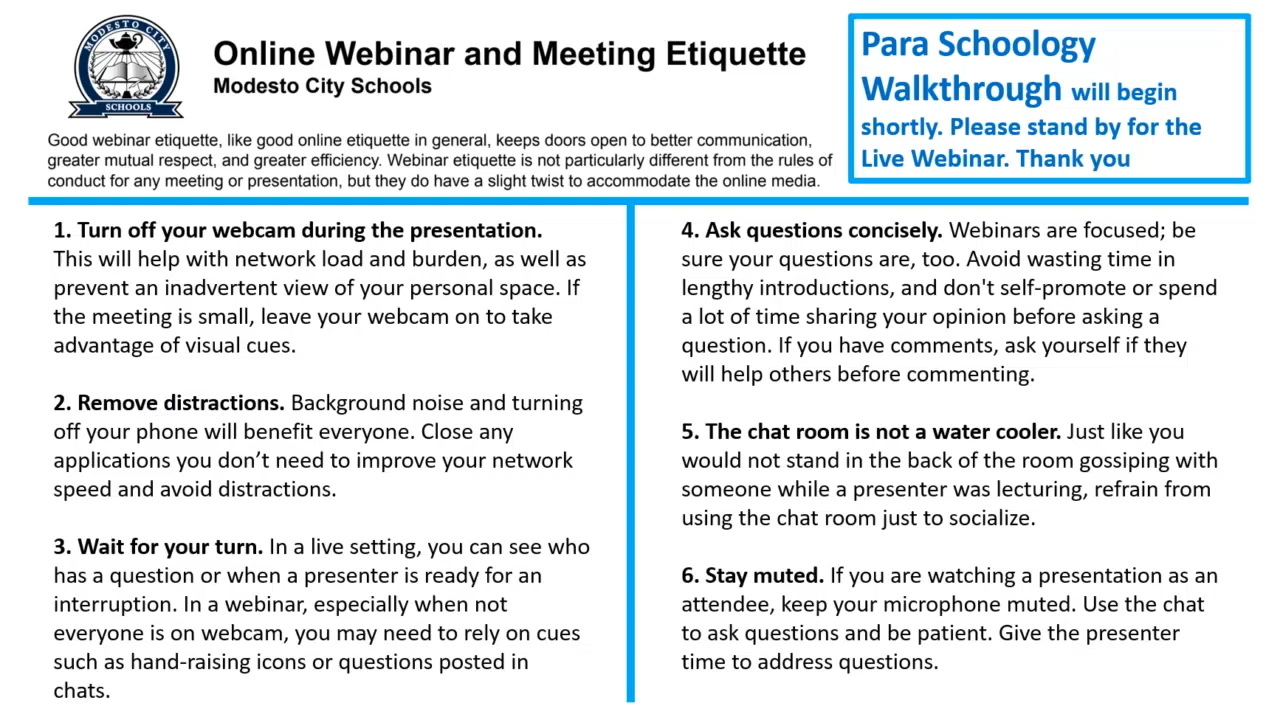 MODESTO CITY
SCHOOLS
Online Webinar and Meeting Etiquette
Modesto City Schools
Good webinar etiquette, like good online etiquette in general, keeps doors open to better communication,
greater mutual respect, and greater efficiency. Webinar etiquette is not particularly different from the rules of
conduct for any meeting or presentation, but they do have a slight twist to accommodate the online media.
Para Schoology
Walkthrough will begin
shortly. Please stand by for the
Live Webinar. Thank you
1. Turn off your webcam during the presentation.
This will help with network load and burden, as well as
prevent an inadvertent view of your personal space. If
the meeting is small, leave your webcam on to take
advantage of visual cues.
2. Remove distractions. Background noise and turning
off your phone will benefit everyone. Close any
applications you don’t need to improve your network
speed and avoid distractions.
3. Wait for your turn. In a live setting, you can see who
has a question or when a presenter is ready for an
interruption. In a webinar, especially when not
everyone is on webcam, you may need to rely on cues
such as hand-raising icons or questions posted in
chats.
4. Ask questions concisely. Webinars are focused; be
sure your questions are, too. Avoid wasting time in
lengthy introductions, and don't self-promote or spend
a lot of time sharing your opinion before asking a
question. If you have comments, ask yourself if they
will help others before commenting.
5. The chat room is not a water cooler. Just like you
would not stand in the back of the room gossiping with
someone while a presenter was lecturing, refrain from
using the chat room just to socialize.
6. Stay muted. If you are watching a presentation as an
attendee, keep your microphone muted. Use the chat
to ask questions and be patient. Give the presenter
time to address questions.